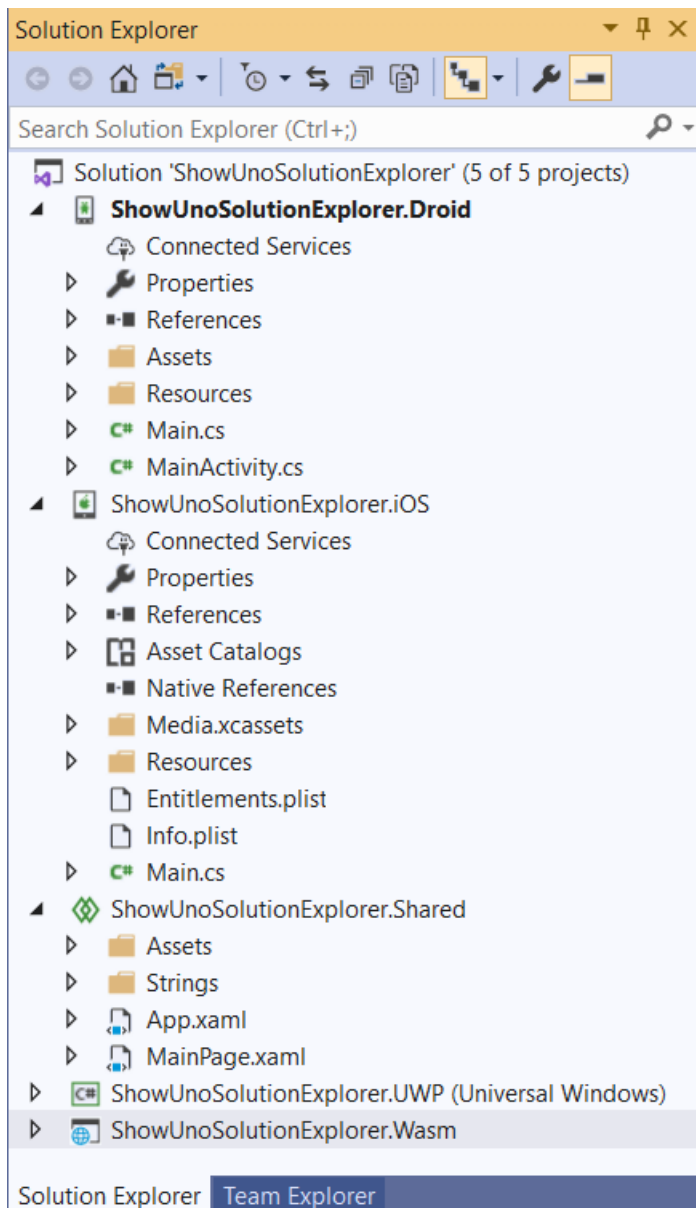 Solution Explorer
Search Solution Explorer (Ctrl+;)
Solution 'ShowUnoSolutionExplorer' (5 of 5 projects)
ShowUnoSolutionExplorer.Droid
Connected Services
Properties
References
Assets
Resources
C# Main.cs
C# MainActivity.cs
ShowUnoSolutionExplorer.iOS
Connected Services
Properties
References
Asset Catalogs
Native References
Media.xcassets
Resources
Entitlements.plist
Info.plist
C# Main.cs
ShowUnoSolutionExplorer.Shared
Assets
Strings
App.xaml
MainPage.xaml
C# ShowUnoSolutionExplorer.UWP (Universal Windows)
ShowUnoSolutionExplorer.Wasm
Solution Explorer Team Explorer